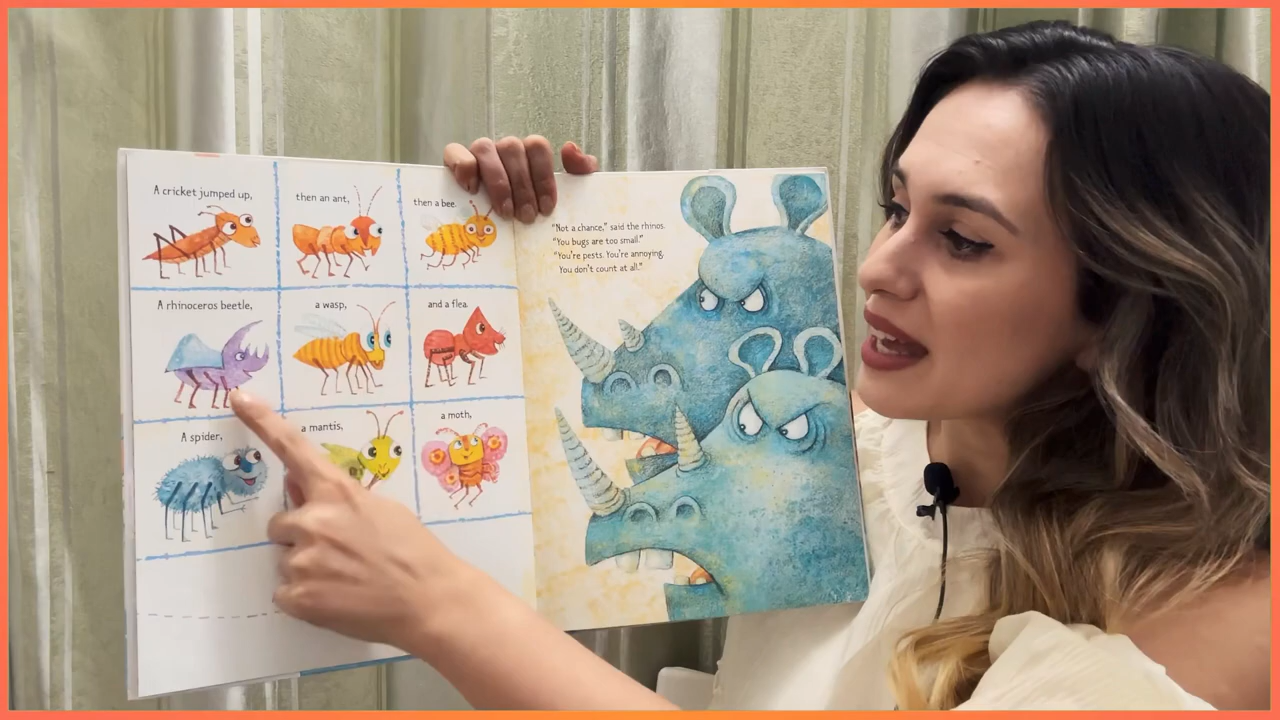 A cricket jumped up,
then an ant,
then a bee.
A rhinoceros beetle,
a wasp,
and a flea.
A spider,
a mantis,
a moth,
"Not a chance," said the rhinos.
"You bugs are too small."
"You're pests. You're annoying.
You don't count at all."